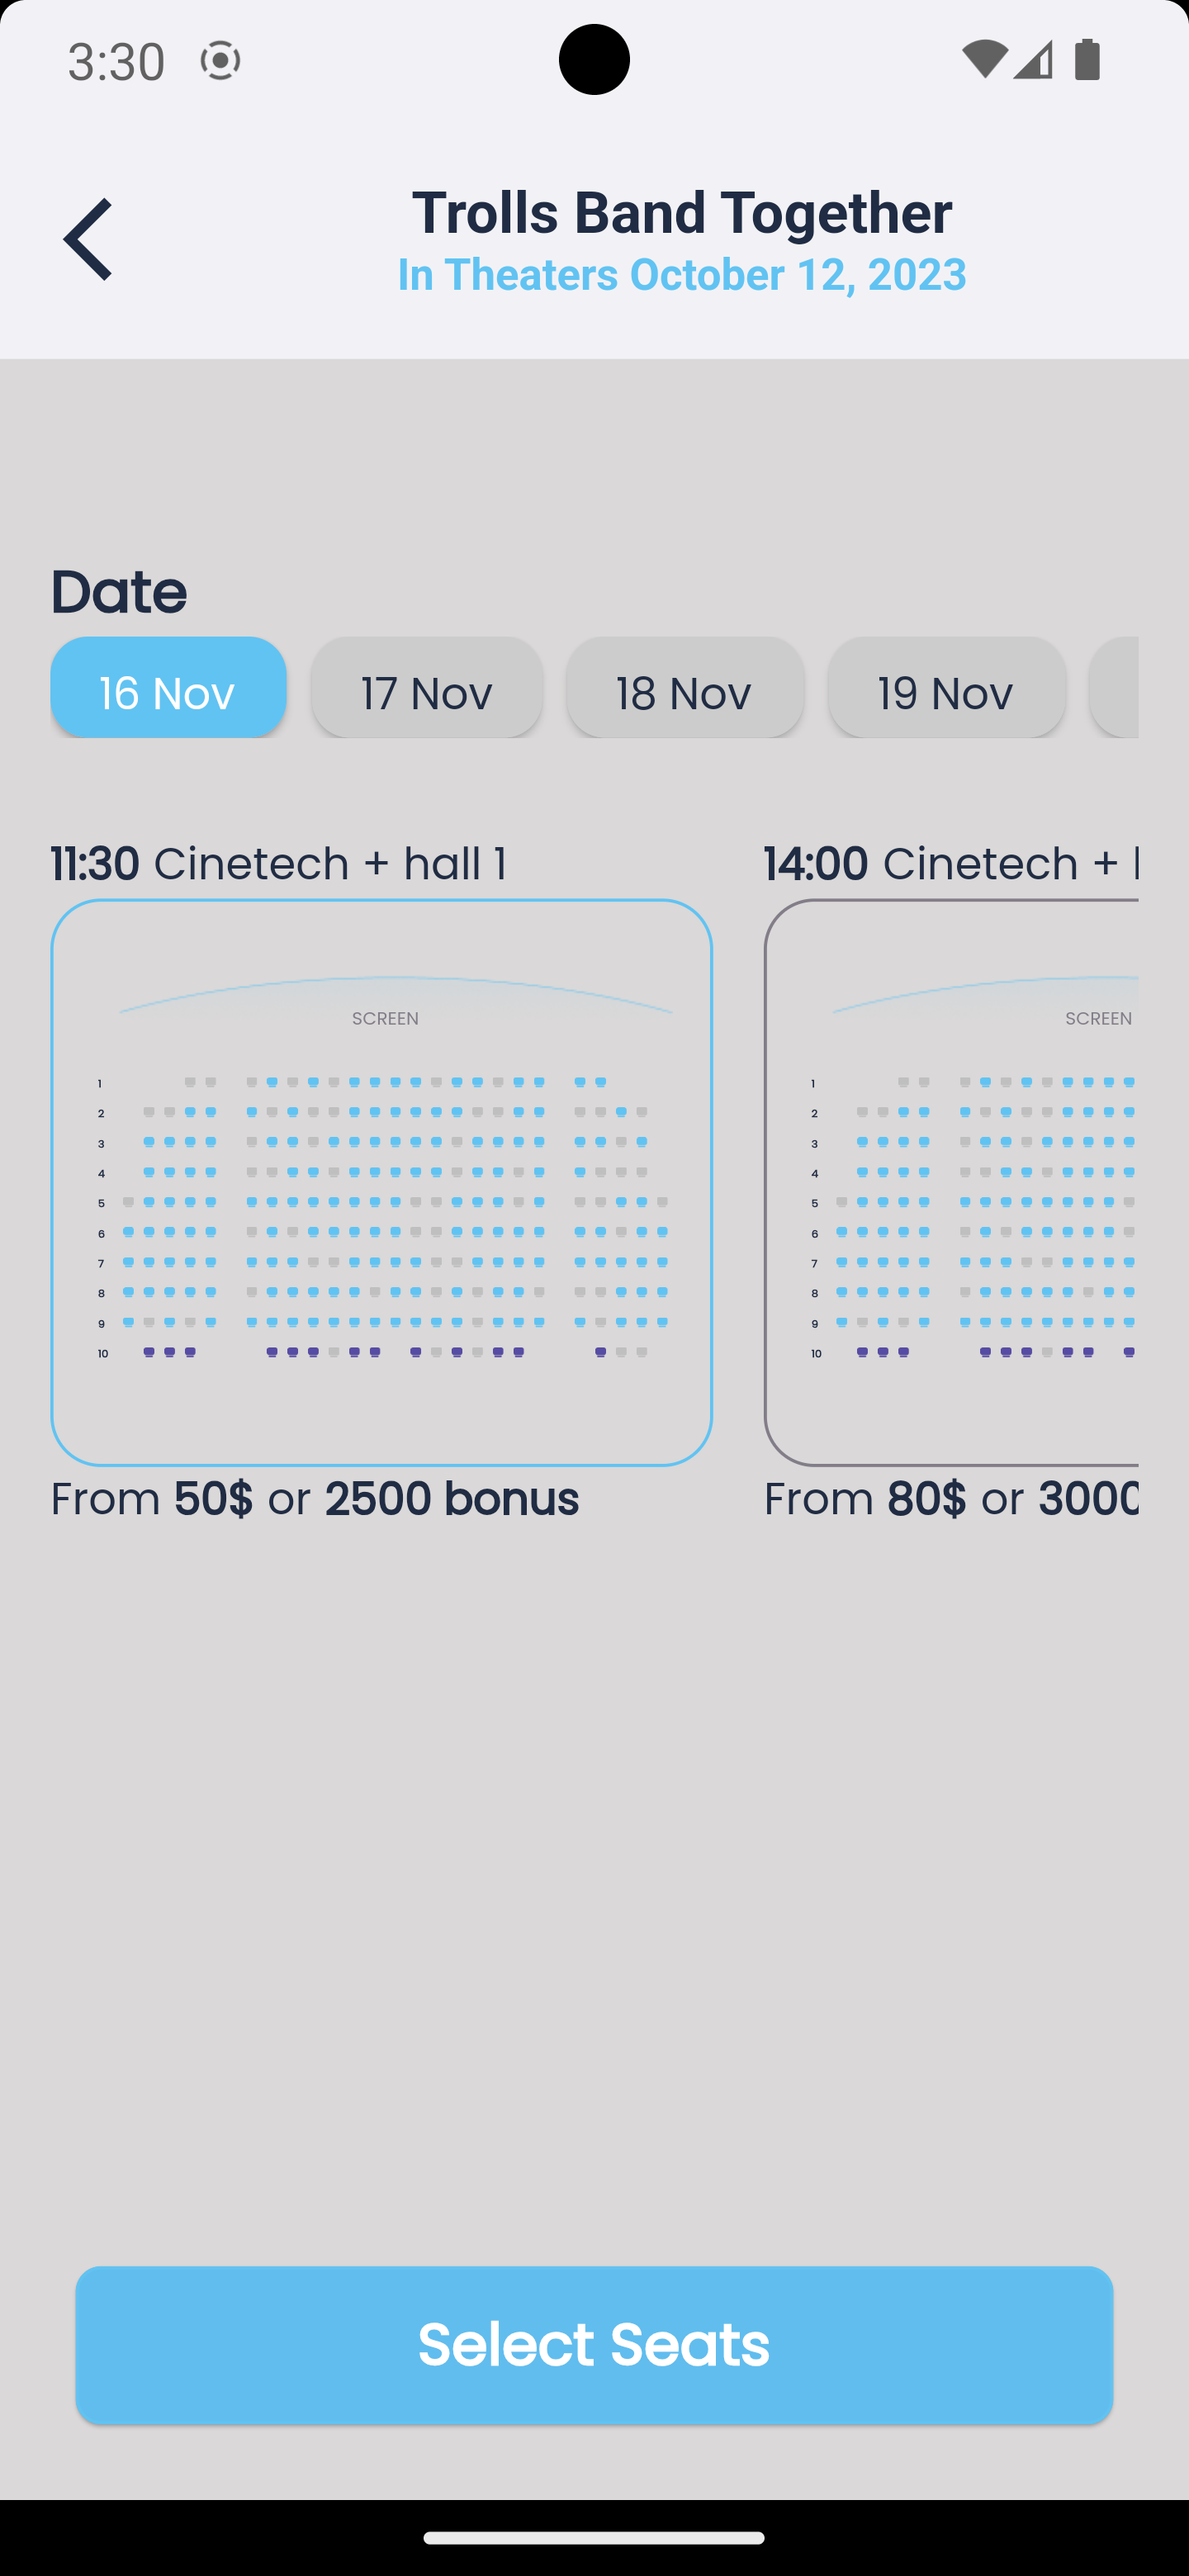 3:30
Trolls Band Together
In Theaters October 12, 2023
Date
16 Nov
17 Nov
18 Nov
19 Nov
11:30 Cinetech + hall 1
SCREEN
1
2
3
4
5
6
7
8
9
10
From 50$ or 2500 bonus
14:00 Cinetech +
SCREEN
1
2
3
4
5
6
7
8
9
10
From 80$ or 3000
Select Seats